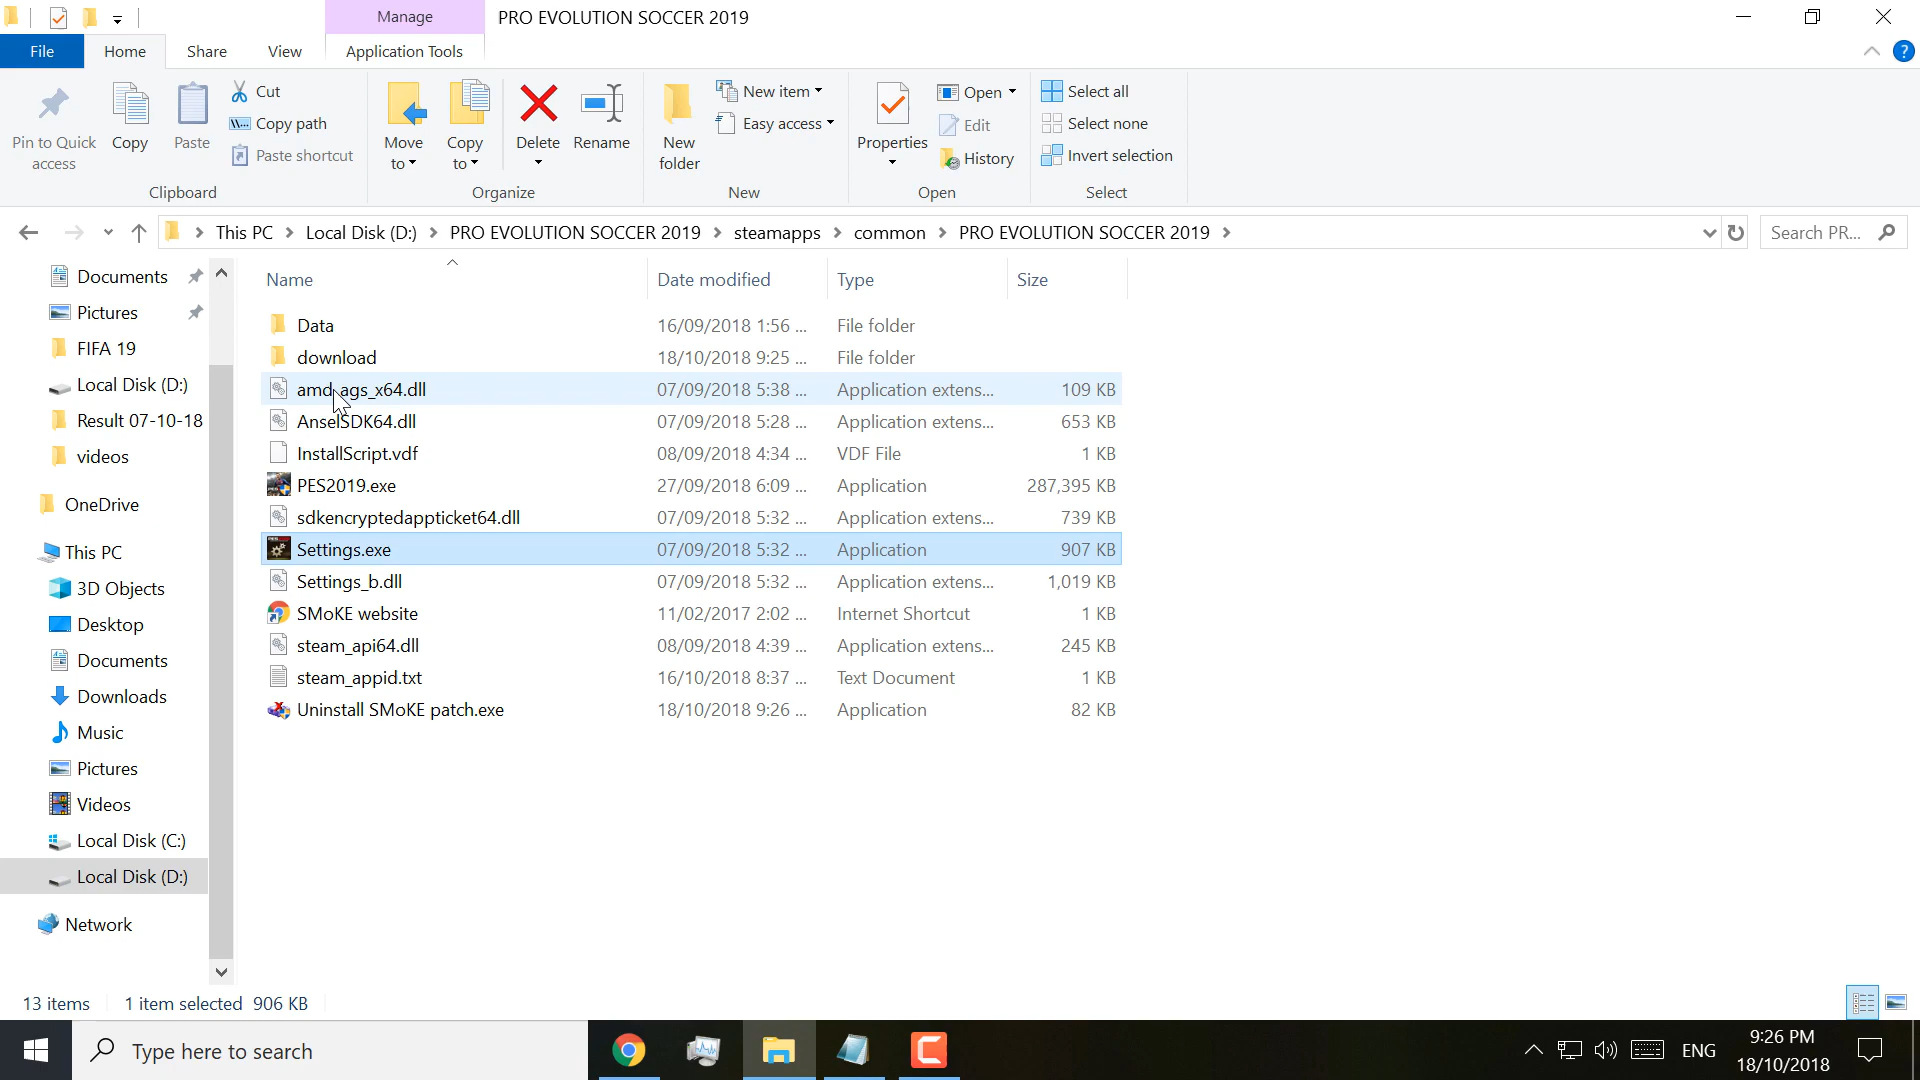 Manage
PRO EVOLUTION SOCCER 2019
File
Home
Share
View
Application Tools
Pin to Quick access
Copy
Paste
Cut
Copy path
Paste shortcut
Clipboard
Move to
Copy to
Delete
Rename
Organize
New folder
New item
Easy access
New
Properties
Open
Edit
History
Open
Select all
Select none
Invert selection
Select
This PC
Local Disk (D:)
PRO EVOLUTION SOCCER 2019
steamapps
common
PRO EVOLUTION SOCCER 2019
Search PR...
Documents
Pictures
FIFA 19
Local Disk (D:)
Result 07-10-18
videos
OneDrive
This PC
3D Objects
Desktop
Documents
Downloads
Music
Pictures
Videos
Local Disk (C:)
Local Disk (D:)
Network
Name Date modified Type Size
Data 16/09/2018 1:56 ... File folder
download 18/10/2018 9:25 ... File folder
amd_ags_x64.dll 07/09/2018 5:38 ... Application extens... 109 KB
AnselSDK64.dll 07/09/2018 5:28 ... Application extens... 653 KB
InstallScript.vdf 08/09/2018 4:34 ... VDF File 1 KB
PES2019.exe 27/09/2018 6:09 ... Application 287,395 KB
sdkencryptedappticket64.dll 07/09/2018 5:32 ... Application extens... 739 KB
Settings.exe 07/09/2018 5:32 ... Application 907 KB
Settings_b.dll 07/09/2018 5:32 ... Application extens... 1,019 KB
SMoKE website 11/02/2017 2:02 ... Internet Shortcut 1 KB
steam_api64.dll 08/09/2018 4:39 ... Application extens... 245 KB
steam_appid.txt 16/10/2018 8:37 ... Text Document 1 KB
Uninstall SMoKE patch.exe 18/10/2018 9:26 ... Application 82 KB
13 items 1 item selected 906 KB
Type here to search
ENG
9:26 PM
18/10/2018